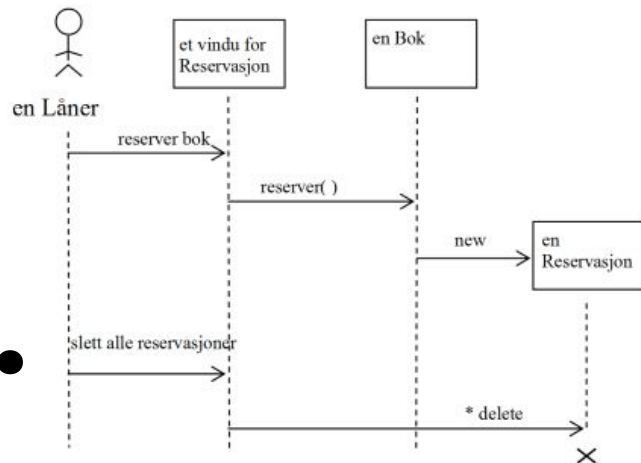 et vindu for
Reservasjon
en Bok
en Låner
reserver bok
reserver( )
new
en
Reservasjon
slett alle reservasjoner
* delete